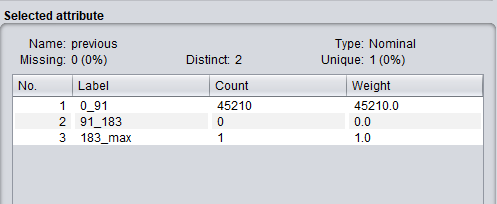 Selected attribute
Name: previous Type: Nominal
Missing: 0 (0%) Distinct: 2 Unique: 1 (0%)
No. Label Count Weight
1 0_91 45210 45210.0
2 91_183 0 0.0
3 183_max 1 1.0